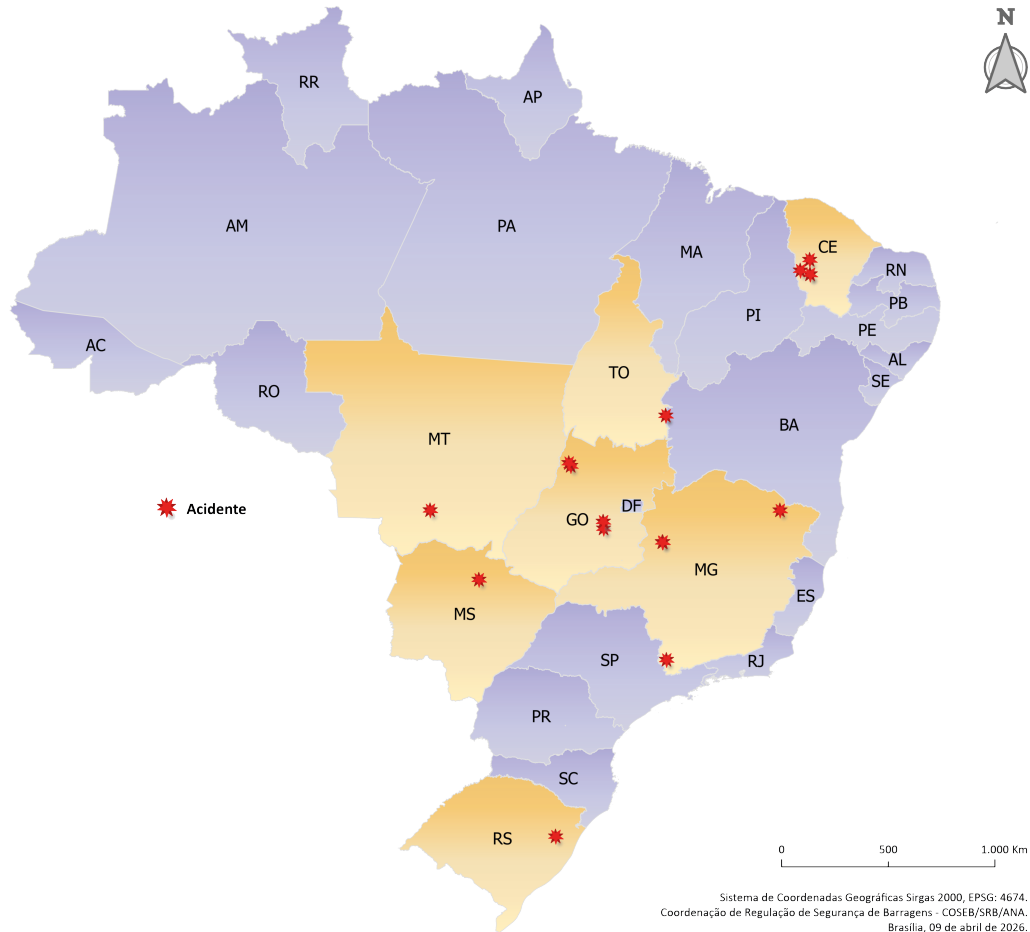 N
RR
AP
AM
PA
MA
CE
RN
PB
PI
PE
AC
AL
TO
SE
RO
BA
MT
Acidente
DF
GO
MG
ES
MS
SP
RJ
PR
SC
RS
0 500 1.000 Km
Sistema de Coordenadas Geográficas Sirgas 2000, EPSG: 4674.
Coordenação de Regulação de Segurança de Barragens - COSEB/SRB/ANA.
Brasília, 09 de abril de 2026.